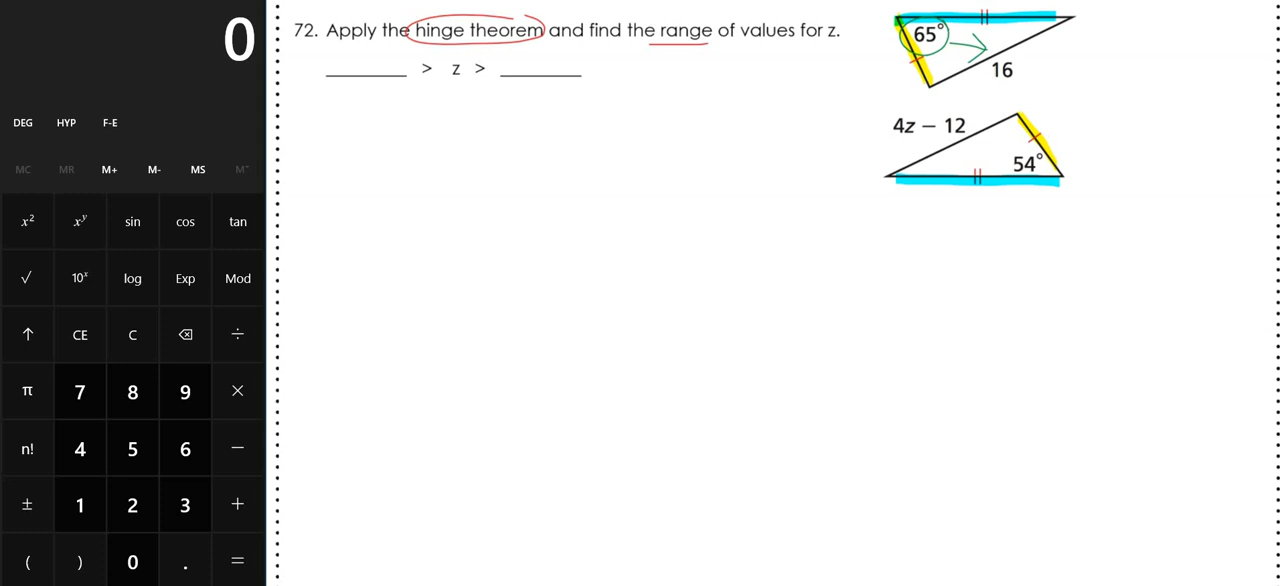 0
72. Apply the hinge theorem and find the range of values for z.
________ > z > ________
65°
16
4z – 12
54°
DEG HYP F-E
MC MR M+ M- MS M˅
x² xʸ sin cos tan
√ 10ˣ log Exp Mod
↑ CE C ⌫ ÷
π 7 8 9 ×
n! 4 5 6 −
± 1 2 3 +
( ) 0 . =